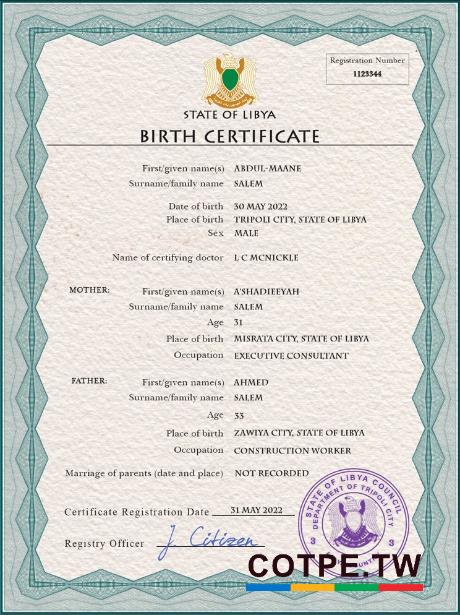 Registration Number
1123344
STATE OF LIBYA
BIRTH CERTIFICATE
First/given name(s) ABDUL-MAANE
Surname/family name SALEM
Date of birth 30 MAY 2022
Place of birth TRIPOLI CITY, STATE OF LIBYA
Sex MALE
Name of certifying doctor L C MCNICKLE
MOTHER: First/given name(s) A'SHADIEEYAH
Surname/family name SALEM
Age 31
Place of birth MISRATA CITY, STATE OF LIBYA
Occupation EXECUTIVE CONSULTANT
FATHER: First/given name(s) AHMED
Surname/family name SALEM
Age 33
Place of birth ZAWIYA CITY, STATE OF LIBYA
Occupation CONSTRUCTION WORKER
Marriage of parents (date and place) NOT RECORDED
STATE OF LIBYA COUNCIL
DEPARTMENT OF TRIPOLI CITY
3 3
Certificate Registration Date 31 MAY 2022
Registry Officer J. Citizen
COTPE.TW